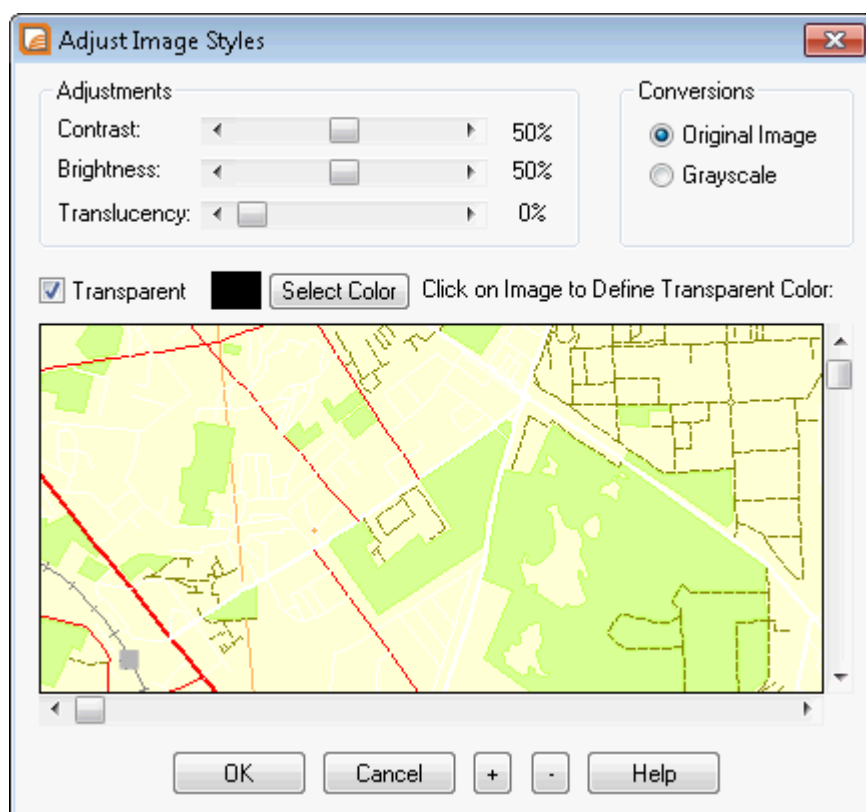 Adjust Image Styles
Adjustments
Contrast: 50%
Brightness: 50%
Translucency: 0%
Conversions
Original Image
Grayscale
Transparent Select Color Click on Image to Define Transparent Color:
OK Cancel + - Help